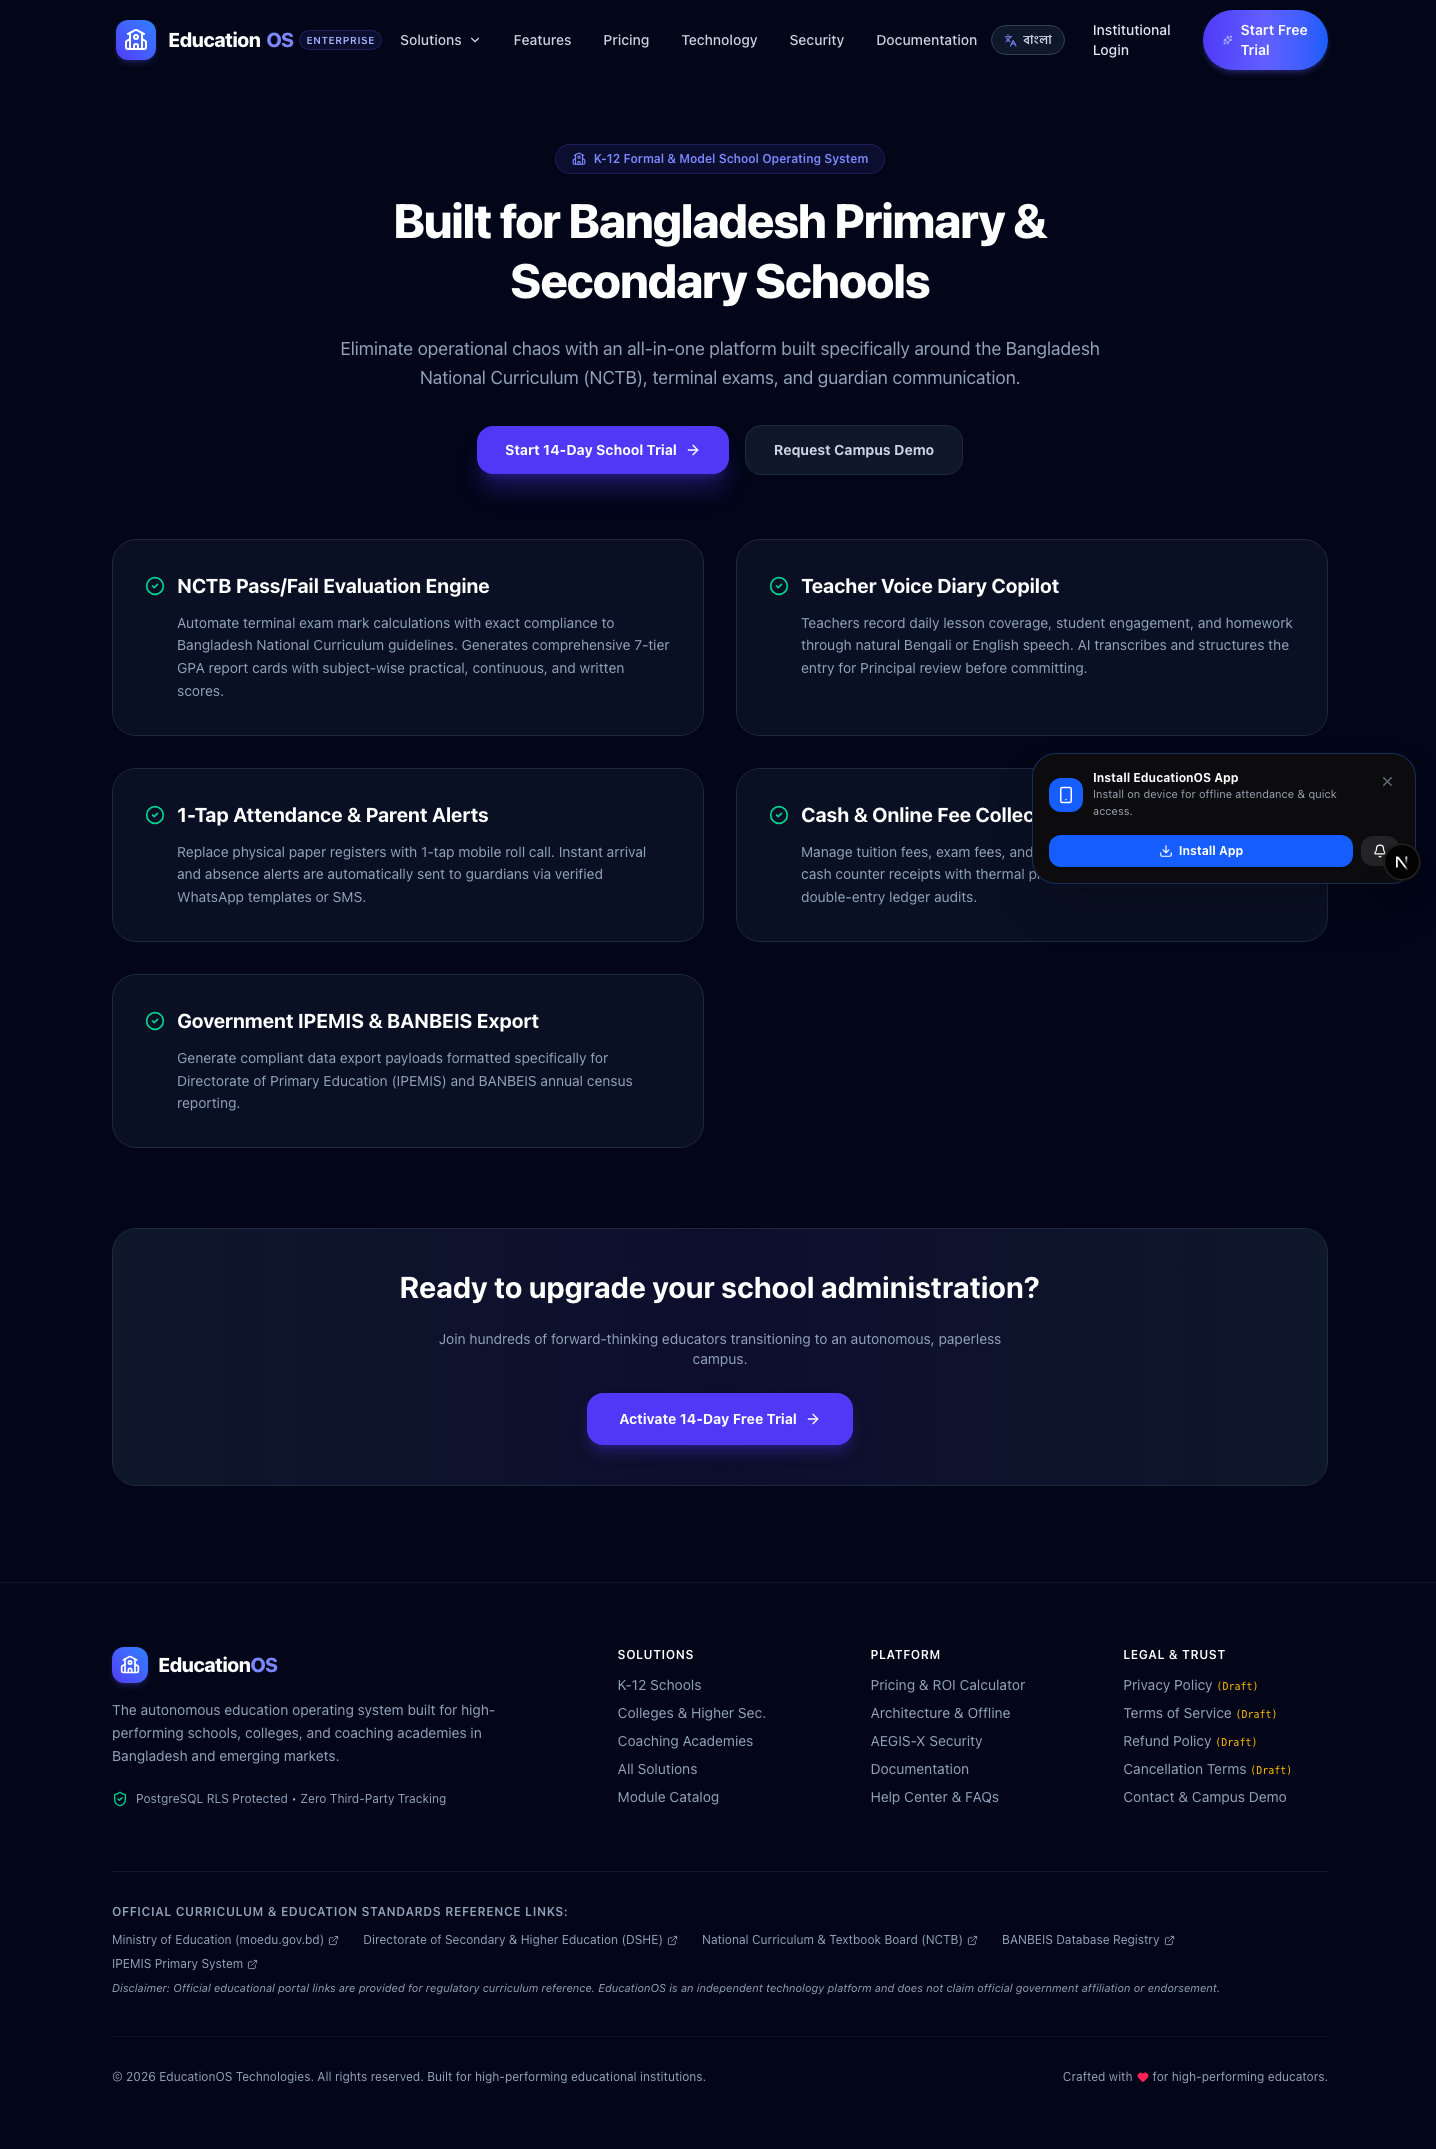 Education OS ENTERPRISE Solutions Features Pricing Technology Security Documentation বাংলা Institutional Login Start Free Trial
K-12 Formal & Model School Operating System
Built for Bangladesh Primary &
Secondary Schools
Eliminate operational chaos with an all-in-one platform built specifically around the Bangladesh
National Curriculum (NCTB), terminal exams, and guardian communication.
Start 14-Day School Trial
Request Campus Demo
NCTB Pass/Fail Evaluation Engine
Automate terminal exam mark calculations with exact compliance to
Bangladesh National Curriculum guidelines. Generates comprehensive 7-tier
GPA report cards with subject-wise practical, continuous, and written
scores.
Teacher Voice Diary Copilot
Teachers record daily lesson coverage, student engagement, and homework
through natural Bengali or English speech. AI transcribes and structures the
entry for Principal review before committing.
1-Tap Attendance & Parent Alerts
Replace physical paper registers with 1-tap mobile roll call. Instant arrival
and absence alerts are automatically sent to guardians via verified
WhatsApp templates or SMS.
Cash & Online Fee
Manage tuition fees, exam fees, and
cash counter receipts with thermal
double-entry ledger audits.
Install EducationOS App
Install on device for offline attendance & quick
access.
Install App
N
Government IPEMIS & BANBEIS Export
Generate compliant data export payloads formatted specifically for
Directorate of Primary Education (IPEMIS) and BANBEIS annual census
reporting.
Ready to upgrade your school administration?
Join hundreds of forward-thinking educators transitioning to an autonomous, paperless
campus.
Activate 14-Day Free Trial
EducationOS
The autonomous education operating system built for high-
performing schools, colleges, and coaching academies in
Bangladesh and emerging markets.
PostgreSQL RLS Protected • Zero Third-Party Tracking
SOLUTIONS
K-12 Schools
Colleges & Higher Sec.
Coaching Academies
All Solutions
Module Catalog
PLATFORM
Pricing & ROI Calculator
Architecture & Offline
AEGIS-X Security
Documentation
Help Center & FAQs
LEGAL & TRUST
Privacy Policy (Draft)
Terms of Service (Draft)
Refund Policy (Draft)
Cancellation Terms (Draft)
Contact & Campus Demo
OFFICIAL CURRICULUM & EDUCATION STANDARDS REFERENCE LINKS:
Ministry of Education (moedu.gov.bd) Directorate of Secondary & Higher Education (DSHE) National Curriculum & Textbook Board (NCTB) BANBEIS Database Registry
IPEMIS Primary System
Disclaimer: Official educational portal links are provided for regulatory curriculum reference. EducationOS is an independent technology platform and does not claim official government affiliation or endorsement.
© 2026 EducationOS Technologies. All rights reserved. Built for high-performing educational institutions.
Crafted with ❤ for high-performing educators.